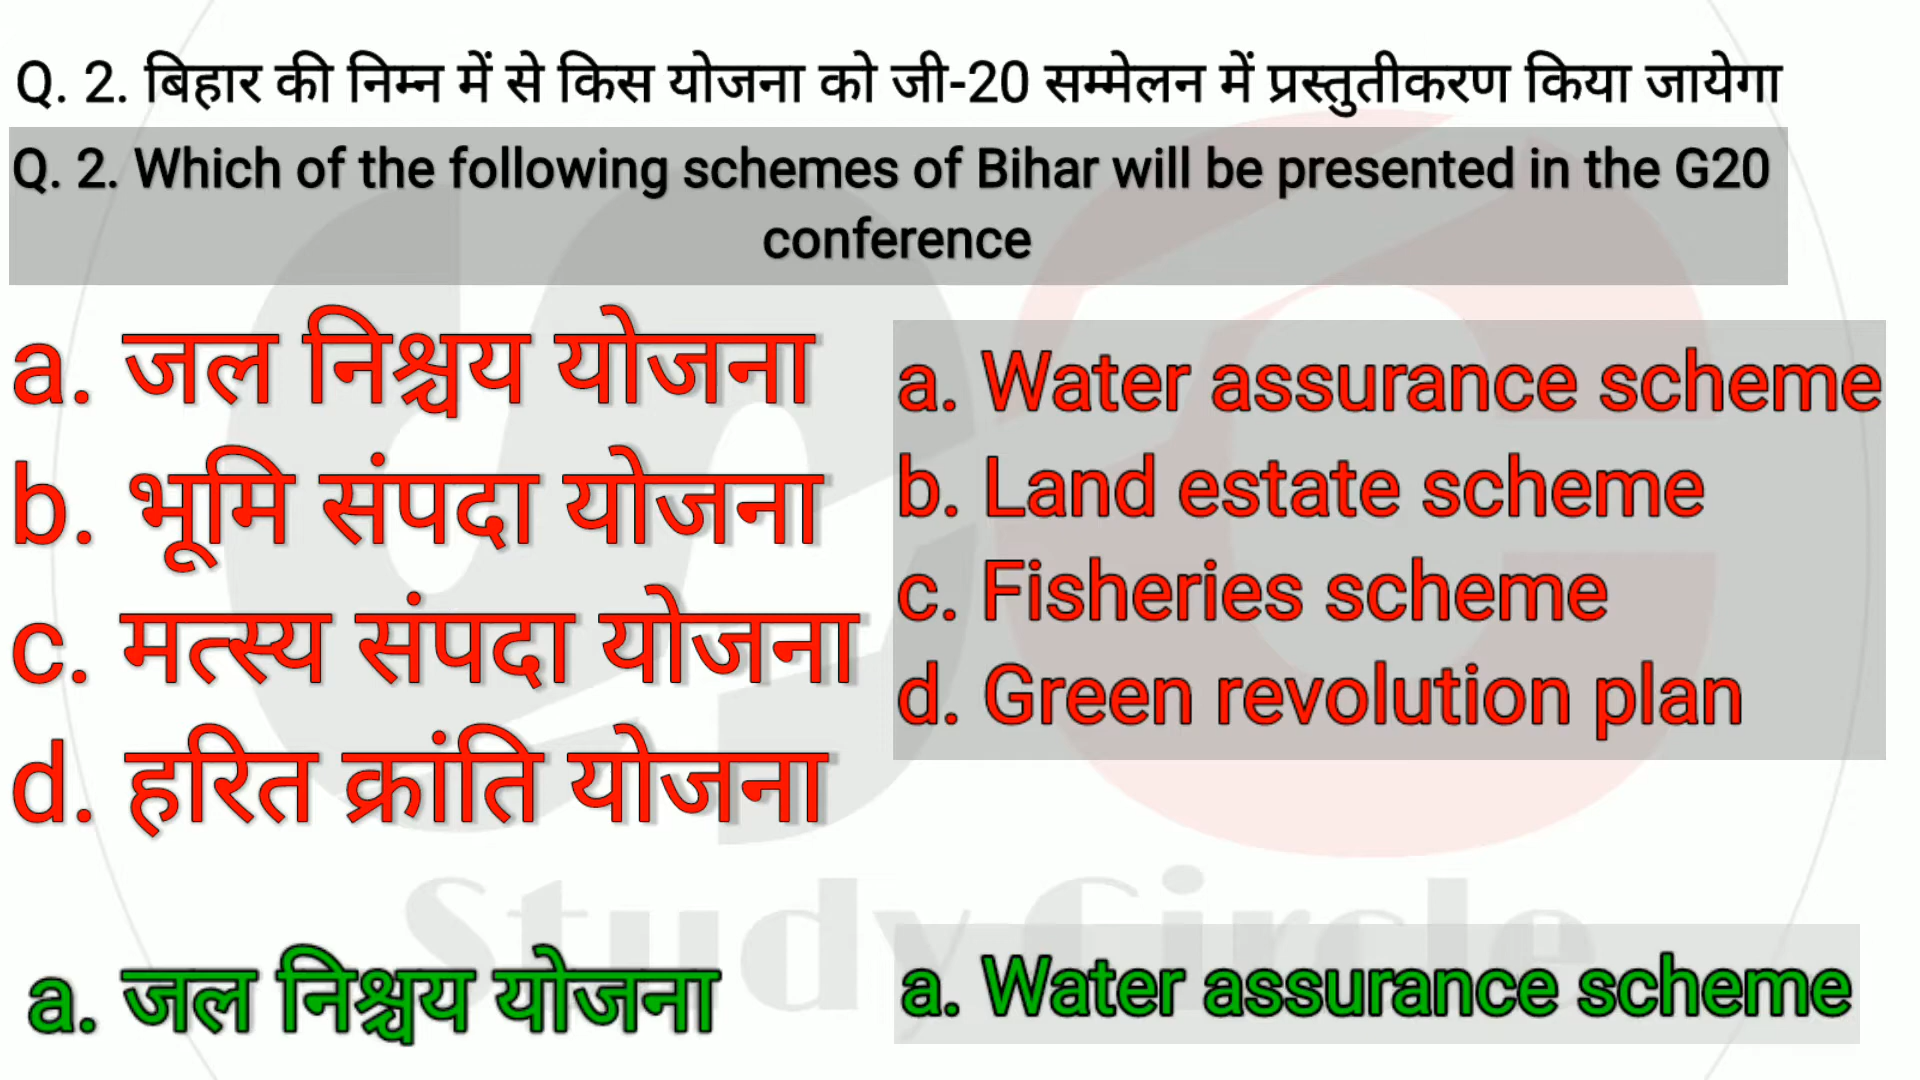 Q. 2. बिहार की निम्न में से किस योजना को जी-20 सम्मेलन में प्रस्तुतीकरण किया जायेगा
Q. 2. Which of the following schemes of Bihar will be presented in the G20
conference
a. जल निश्चय योजना
b. भूमि संपदा योजना
c. मत्स्य संपदा योजना
d. हरित क्रांति योजना
a. Water assurance scheme
b. Land estate scheme
c. Fisheries scheme
d. Green revolution plan
Study Circle
a. जल निश्चय योजना
a. Water assurance scheme